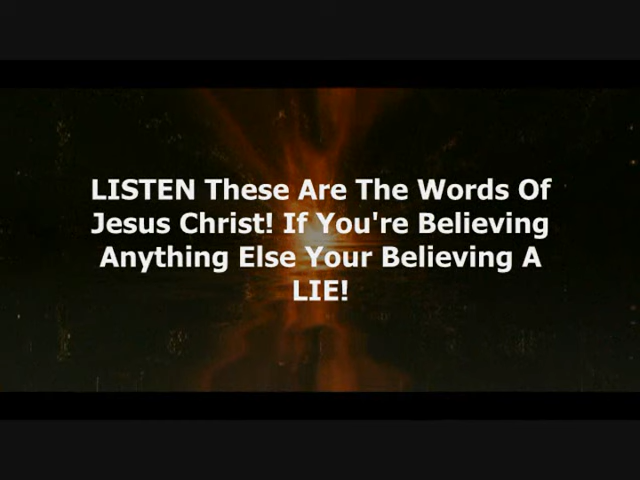 LISTEN These Are The Words Of
Jesus Christ! If You're Believing
Anything Else Your Believing A
LIE!